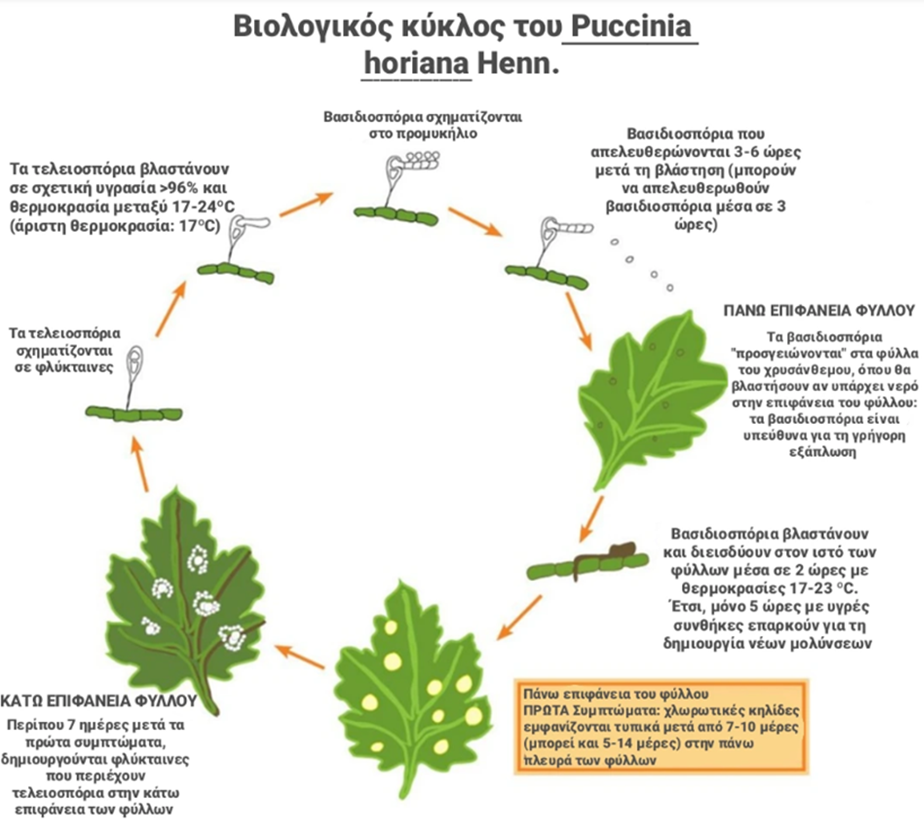 Βιολογικός κύκλος του Puccinia
horiana Henn.
Βασιδιοσπόρια σχηματίζονται
στο προμυκήλιο
Βασιδιοσπόρια που
απελευθερώνονται 3-6 ώρες
μετά τη βλάστηση (μπορούν
να απελευθερωθούν
βασιδιοσπόρια μέσα σε 3
ώρες)
Τα τελειοσπόρια βλαστάνουν
σε σχετική υγρασία >96% και
θερμοκρασία μεταξύ 17-24°C
(άριστη θερμοκρασία: 17°C)
Τα τελειοσπόρια
σχηματίζονται
σε φλύκταινες
ΠΑΝΩ ΕΠΙΦΑΝΕΙΑ ΦΥΛΛΟΥ
Τα βασιδιοσπόρια
"προσγειώνονται" στα φύλλα
του χρυσάνθεμου, όπου θα
βλαστήσουν αν υπάρχει νερό
στην επιφάνεια του φύλλου:
τα βασιδιοσπόρια είναι
υπεύθυνα για τη γρήγορη
εξάπλωση
Βασιδιοσπόρια βλαστάνουν
και διεισδύουν στον ιστό των
φύλλων μέσα σε 2 ώρες με
θερμοκρασίες 17-23 °C.
Έτσι, μόνο 5 ώρες με υγρές
συνθήκες επαρκούν για τη
δημιουργία νέων μολύνσεων
Πάνω επιφάνεια του φύλλου
ΠΡΩΤΑ Συμπτώματα: χλωρωτικές κηλίδες
εμφανίζονται τυπικά μετά από 7-10 μέρες
(μπορεί και 5-14 μέρες) στην πάνω
πλευρά των φύλλων
ΚΑΤΩ ΕΠΙΦΑΝΕΙΑ ΦΥΛΛΟΥ
Περίπου 7 ημέρες μετά τα
πρώτα συμπτώματα,
δημιουργούνται φλύκταινες
που περιέχουν
τελειοσπόρια στην κάτω
επιφάνεια των φύλλων